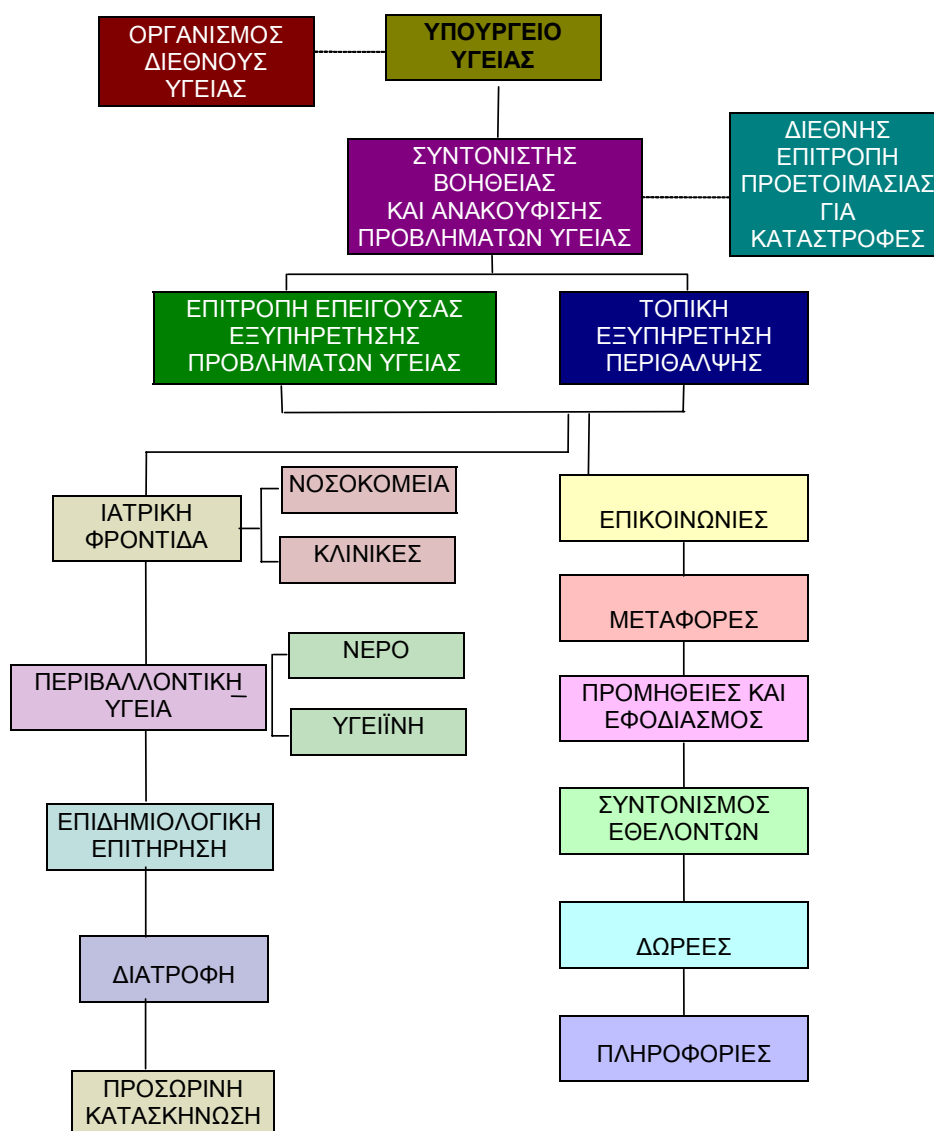 ΟΡΓΑΝΙΣΜΟΣ
ΔΙΕΘΝΟΥΣ
ΥΓΕΙΑΣ
ΥΠΟΥΡΓΕΙΟ
ΥΓΕΙΑΣ
ΣΥΝΤΟΝΙΣΤΗΣ
ΒΟΗΘΕΙΑΣ
ΚΑΙ ΑΝΑΚΟΥΦΙΣΗΣ
ΠΡΟΒΛΗΜΑΤΩΝ ΥΓΕΙΑΣ
ΔΙΕΘΝΗΣ
ΕΠΙΤΡΟΠΗ
ΠΡΟΕΤΟΙΜΑΣΙΑΣ
ΓΙΑ
ΚΑΤΑΣΤΡΟΦΕΣ
ΕΠΙΤΡΟΠΗ ΕΠΕΙΓΟΥΣΑΣ
ΕΞΥΠΗΡΕΤΗΣΗΣ
ΠΡΟΒΛΗΜΑΤΩΝ ΥΓΕΙΑΣ
ΤΟΠΙΚΗ
ΕΞΥΠΗΡΕΤΗΣΗ
ΠΕΡΙΘΑΛΨΗΣ
ΙΑΤΡΙΚΗ
ΦΡΟΝΤΙΔΑ
ΝΟΣΟΚΟΜΕΙΑ
ΚΛΙΝΙΚΕΣ
ΠΕΡΙΒΑΛΛΟΝΤΙΚΗ
ΥΓΕΙΑ
ΝΕΡΟ
ΥΓΕΙΪΝΗ
ΕΠΙΔΗΜΙΟΛΟΓΙΚΗ
ΕΠΙΤΗΡΗΣΗ
ΔΙΑΤΡΟΦΗ
ΠΡΟΣΩΡΙΝΗ
ΚΑΤΑΣΚΗΝΩΣΗ
ΕΠΙΚΟΙΝΩΝΙΕΣ
ΜΕΤΑΦΟΡΕΣ
ΠΡΟΜΗΘΕΙΕΣ ΚΑΙ
ΕΦΟΔΙΑΣΜΟΣ
ΣΥΝΤΟΝΙΣΜΟΣ
ΕΘΕΛΟΝΤΩΝ
ΔΩΡΕΕΣ
ΠΛΗΡΟΦΟΡΙΕΣ